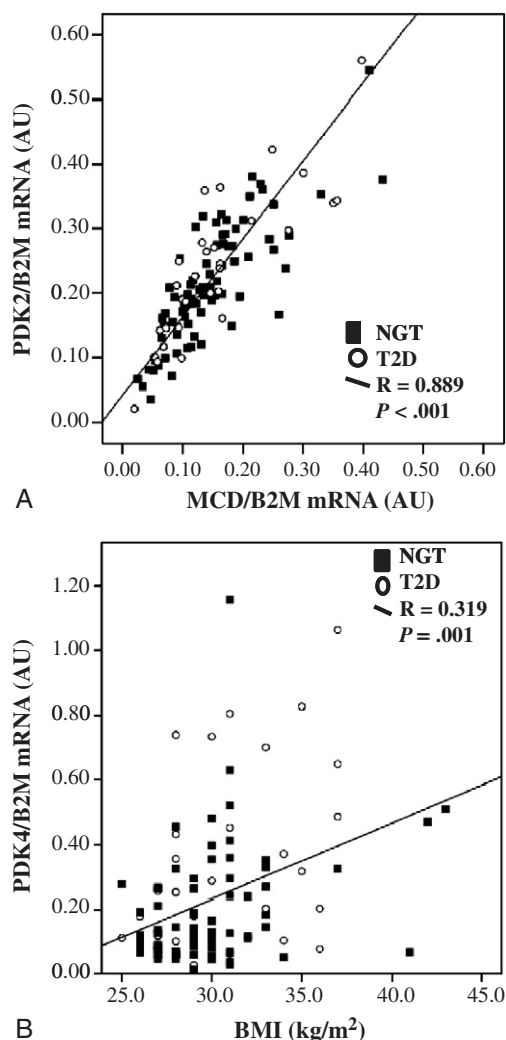 0.60
0.50
0.40
0.30
0.20
0.10
0.00
PDK2/B2M mRNA (AU)
NGT
T2D
R = 0.889
P < .001
0.00 0.10 0.20 0.30 0.40 0.50 0.60
MCD/B2M mRNA (AU)
A
1.20
1.00
0.80
0.60
0.40
0.20
0.00
PDK4/B2M mRNA (AU)
NGT
T2D
R = 0.319
P = .001
25.0 30.0 35.0 40.0 45.0
BMI (kg/m²)
B